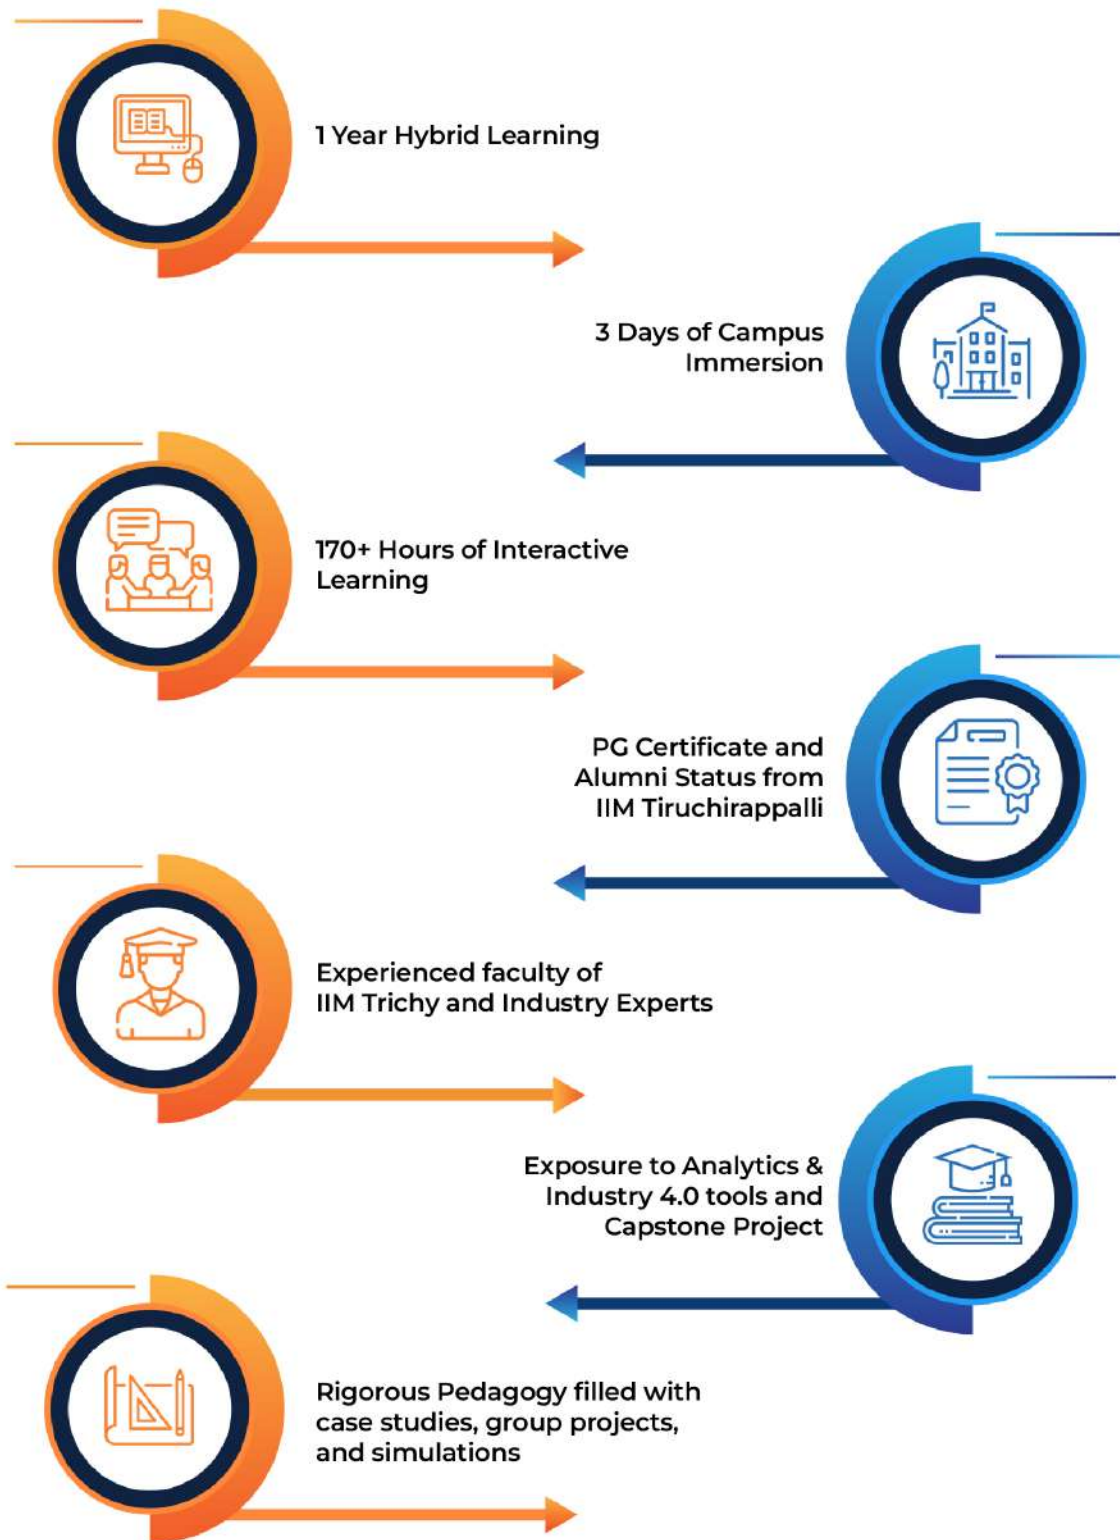 1 Year Hybrid Learning
3 Days of Campus
Immersion
170+ Hours of Interactive
Learning
PG Certificate and
Alumni Status from
IIM Tiruchirappalli
Experienced faculty of
IIM Trichy and Industry Experts
Exposure to Analytics &
Industry 4.0 tools and
Capstone Project
Rigorous Pedagogy filled with
case studies, group projects,
and simulations